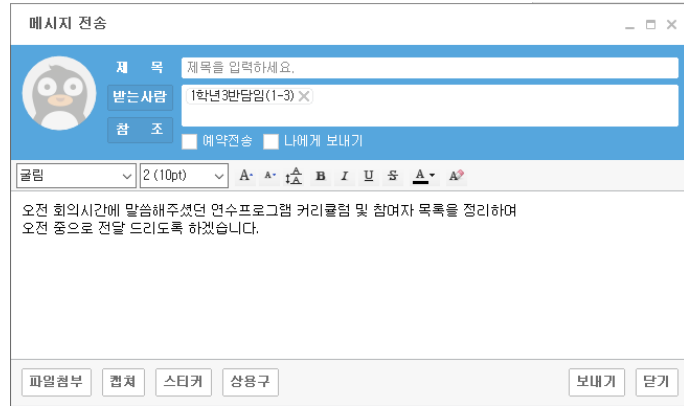 메시지 전송
제 목 제목을 입력하세요.
받는사람 1학년3반담임(1-3)
참 조
예약전송 나에게 보내기
굴림 2 (10pt) A A A A B I U S A A
오전 회의시간에 말씀해주셨던 연수프로그램 커리큘럼 및 참여자 목록을 정리하여
오전 중으로 전달 드리도록 하겠습니다.
파일첨부 캡쳐 스티커 상용구 보내기 닫기